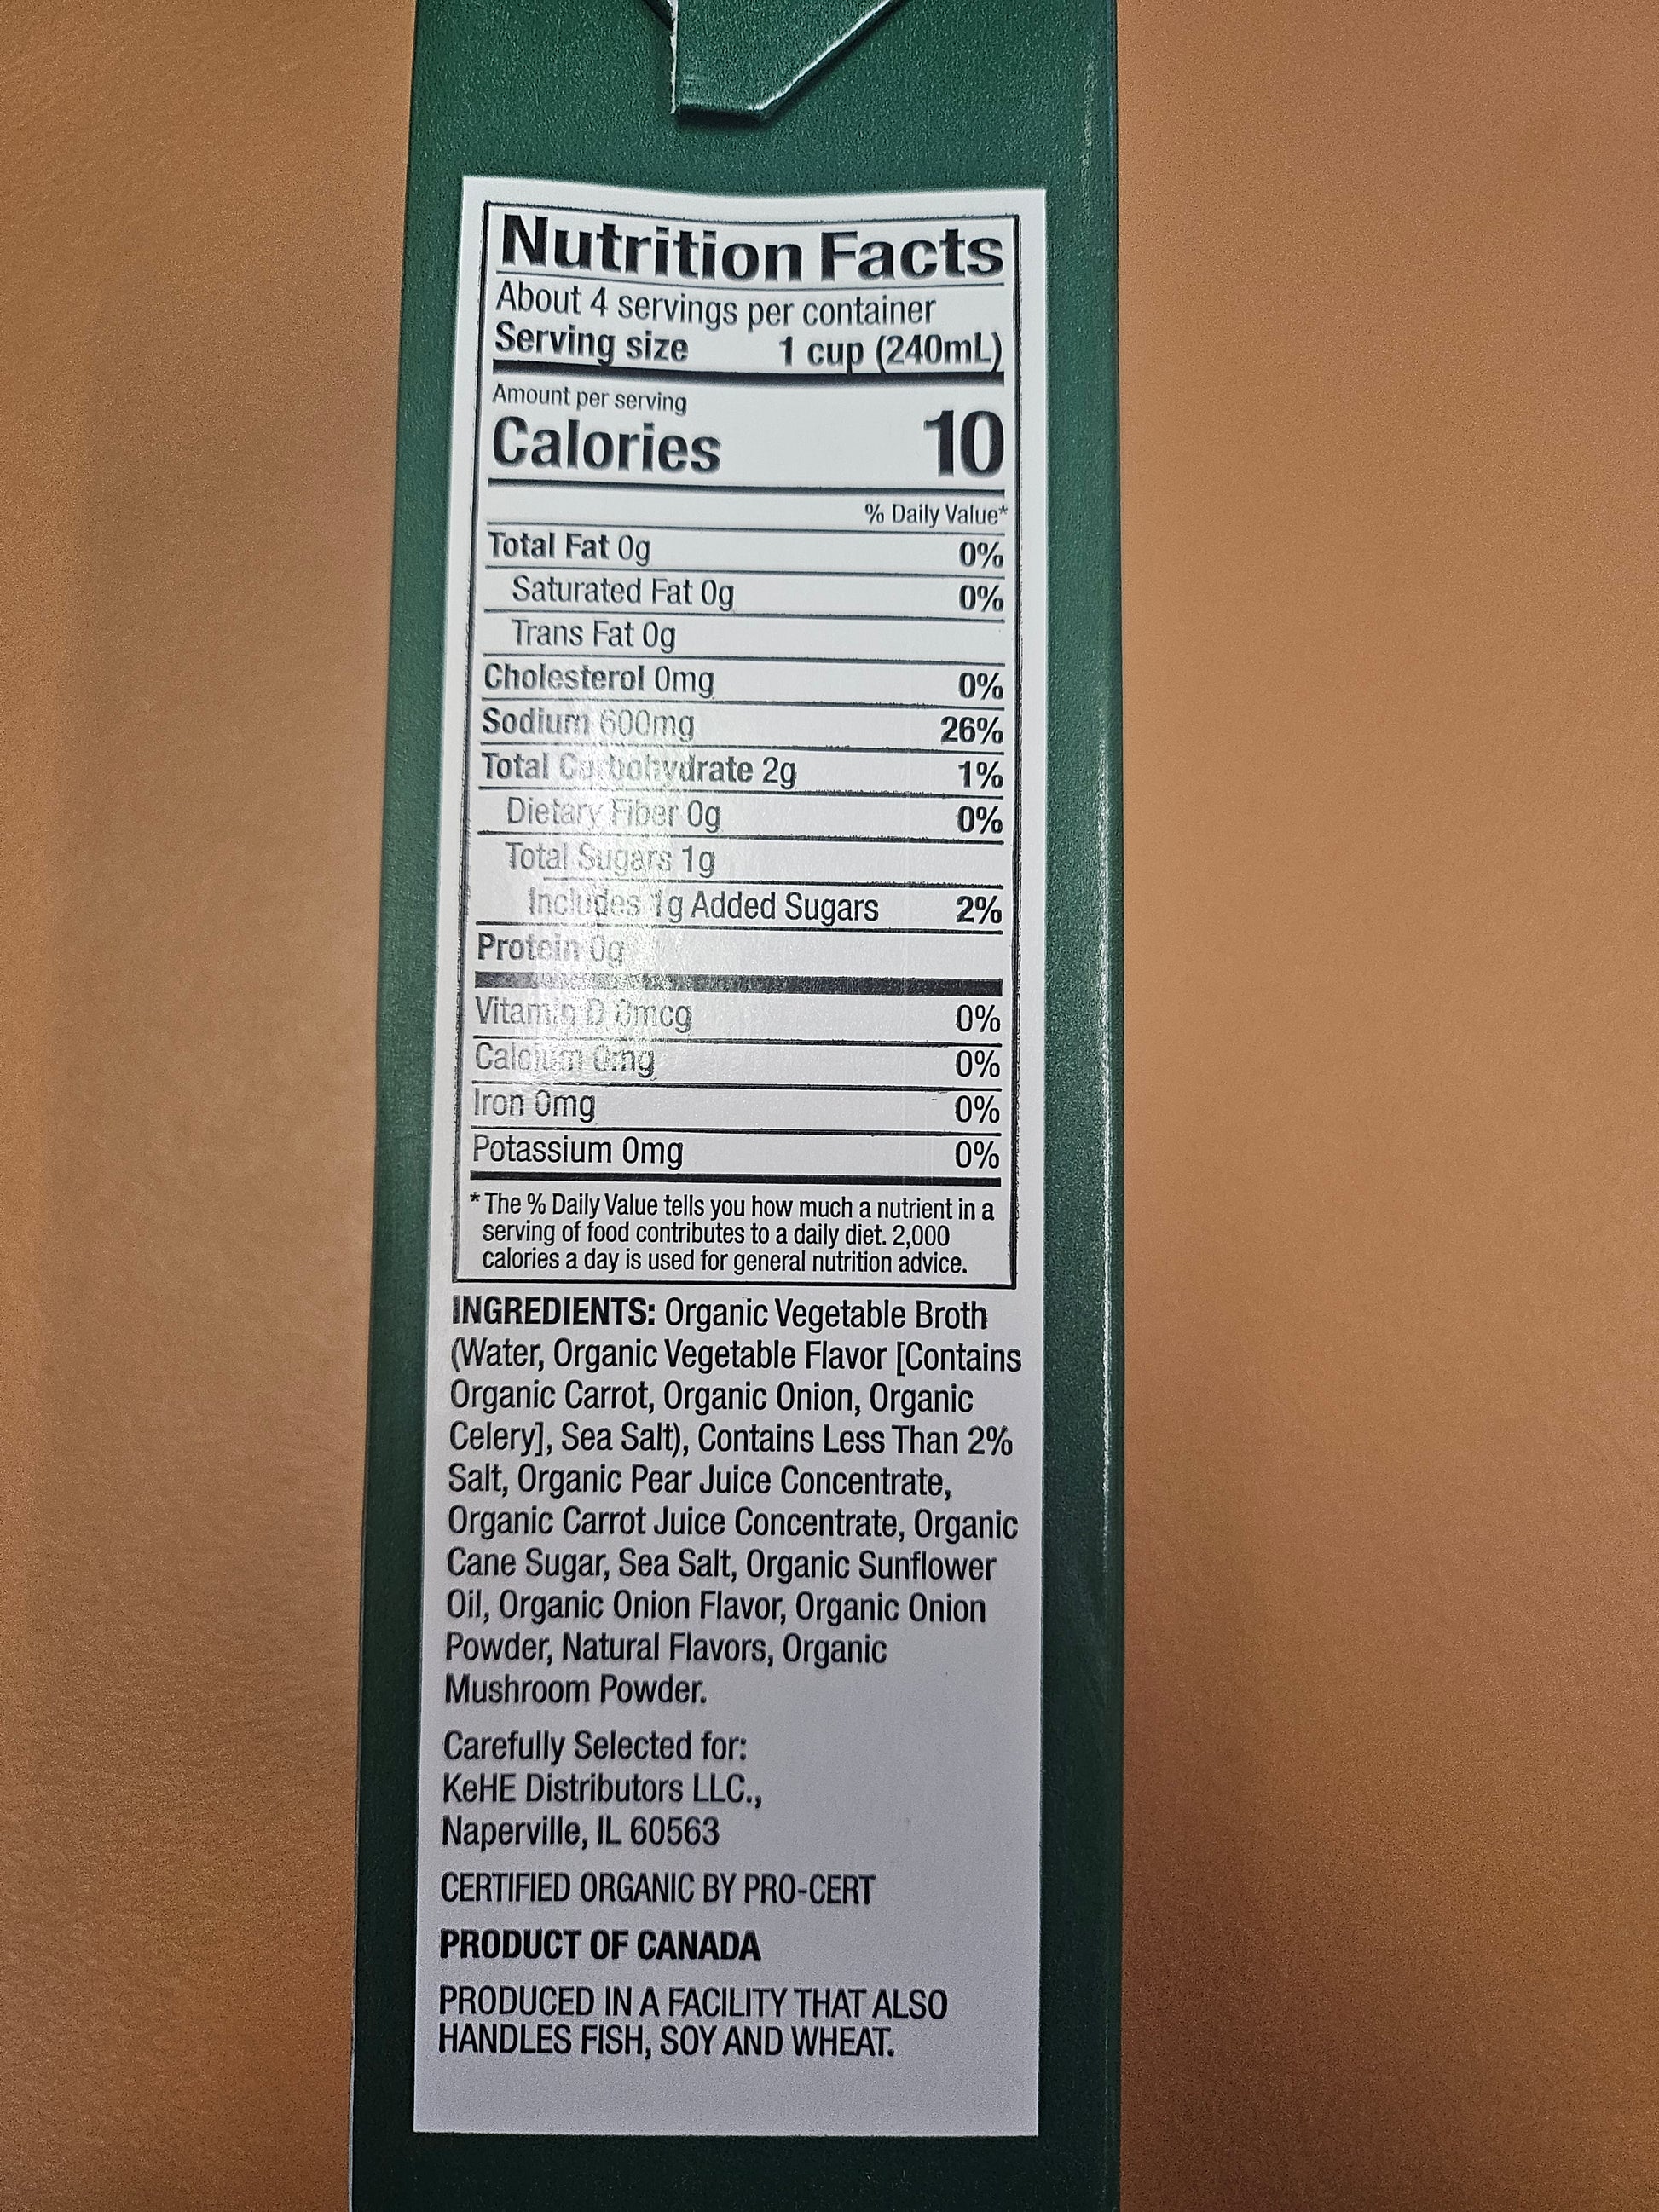 Nutrition Facts
About 4 servings per container
Serving size 1 cup (240mL)
Amount per serving
Calories 10
% Daily Value*
Total Fat 0g 0%
Saturated Fat 0g 0%
Trans Fat 0g
Cholesterol 0mg 0%
Sodium 600mg 26%
Total Carbohydrate 2g 1%
Dietary Fiber 0g 0%
Total Sugars 1g
Includes 1g Added Sugars 2%
Protein 0g
Vitamin D 0mcg 0%
Calcium 0mg 0%
Iron 0mg 0%
Potassium 0mg 0%
* The % Daily Value tells you how much a nutrient in a
serving of food contributes to a daily diet. 2,000
calories a day is used for general nutrition advice.
INGREDIENTS: Organic Vegetable Broth
(Water, Organic Vegetable Flavor [Contains
Organic Carrot, Organic Onion, Organic
Celery], Sea Salt), Contains Less Than 2%
Salt, Organic Pear Juice Concentrate,
Organic Carrot Juice Concentrate, Organic
Cane Sugar, Sea Salt, Organic Sunflower
Oil, Organic Onion Flavor, Organic Onion
Powder, Natural Flavors, Organic
Mushroom Powder.
Carefully Selected for:
KeHE Distributors LLC.,
Naperville, IL 60563
CERTIFIED ORGANIC BY PRO-CERT
PRODUCT OF CANADA
PRODUCED IN A FACILITY THAT ALSO
HANDLES FISH, SOY AND WHEAT.